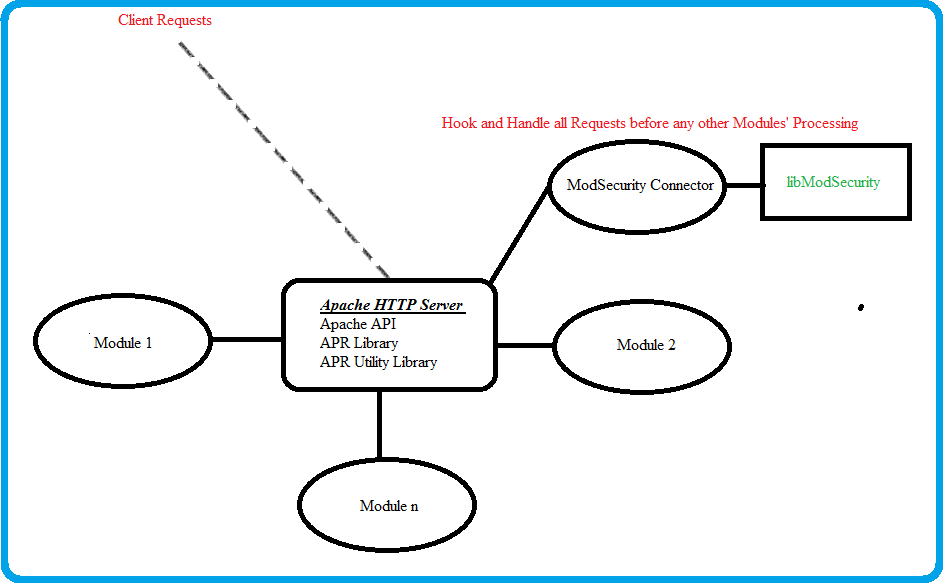 Client Requests
Hook and Handle all Requests before any other Modules' Processing
ModSecurity Connector
libModSecurity
Apache HTTP Server
Apache API
APR Library
APR Utility Library
Module 1
Module 2
Module n